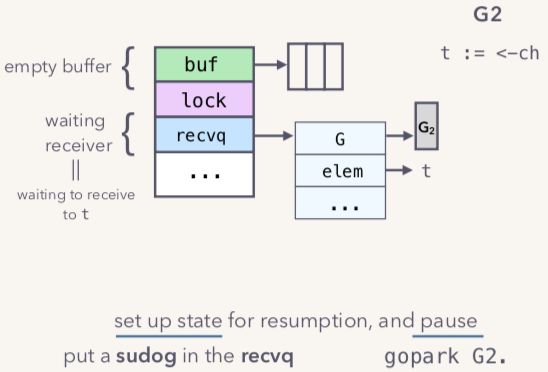 G2
t := <-ch
empty buffer {
buf
lock
waiting
receiver {
recvq
||
waiting to receive
to t
...
G
G2
elem
t
...
set up state for resumption, and pause
put a sudog in the recvq
gopark G2.